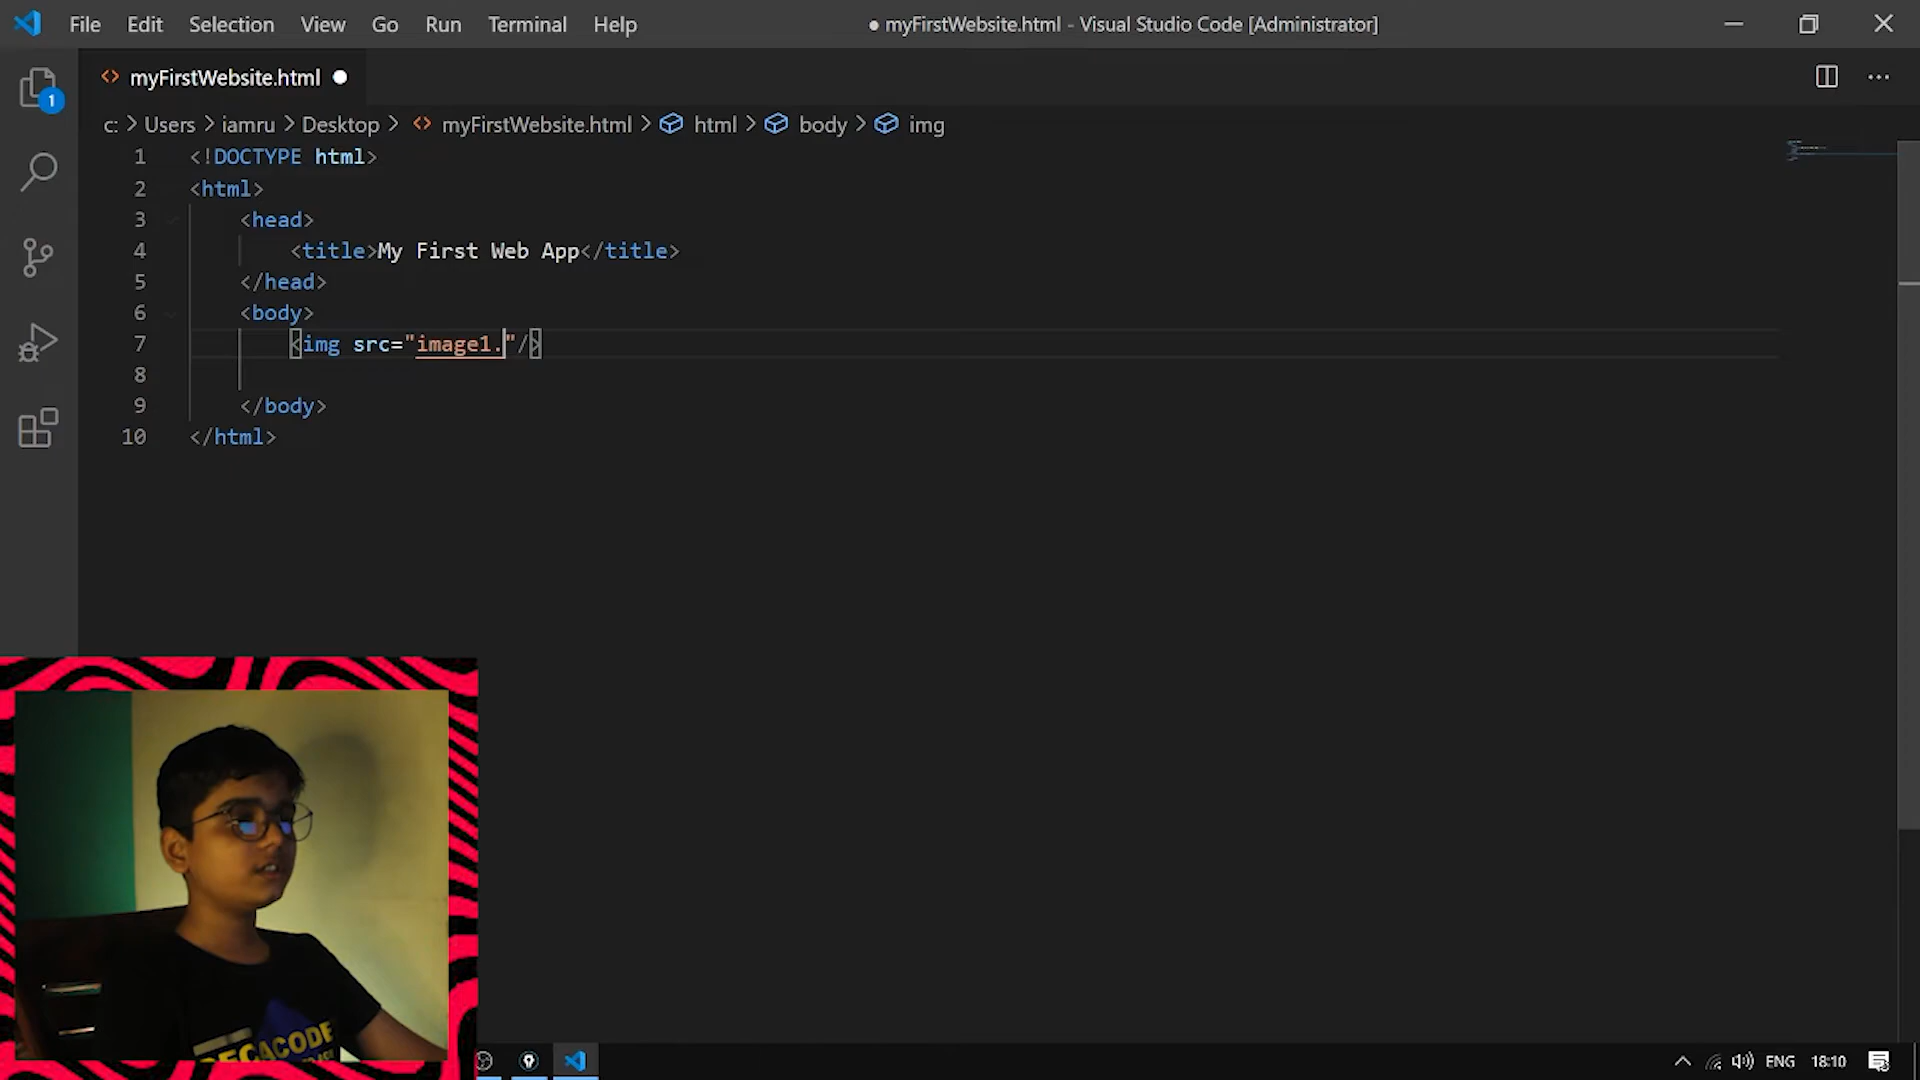 File Edit Selection View Go Run Terminal Help
● myFirstWebsite.html - Visual Studio Code [Administrator]
myFirstWebsite.html ●
1
c: > Users > iamru > Desktop > myFirstWebsite.html > html > body > img
1 <!DOCTYPE html>
2 <html>
3 <head>
4 <title>My First Web App</title>
5 </head>
6 <body>
7 <img src="image1."/>
8
9 </body>
10 </html>
ENG 18:10